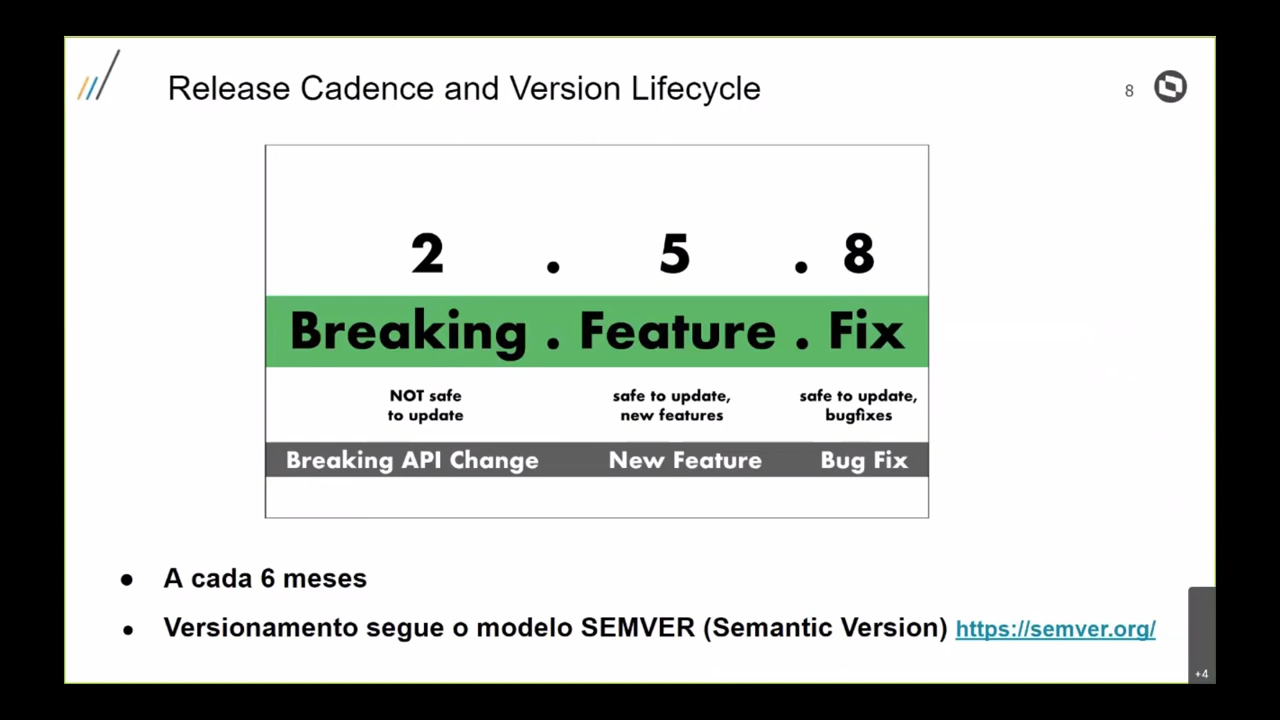 Release Cadence and Version Lifecycle
8
2 . 5 . 8
Breaking . Feature . Fix
NOT safe
to update
safe to update,
new features
safe to update,
bugfixes
Breaking API Change
New Feature
Bug Fix
● A cada 6 meses
● Versionamento segue o modelo SEMVER (Semantic Version) https://semver.org/
+4